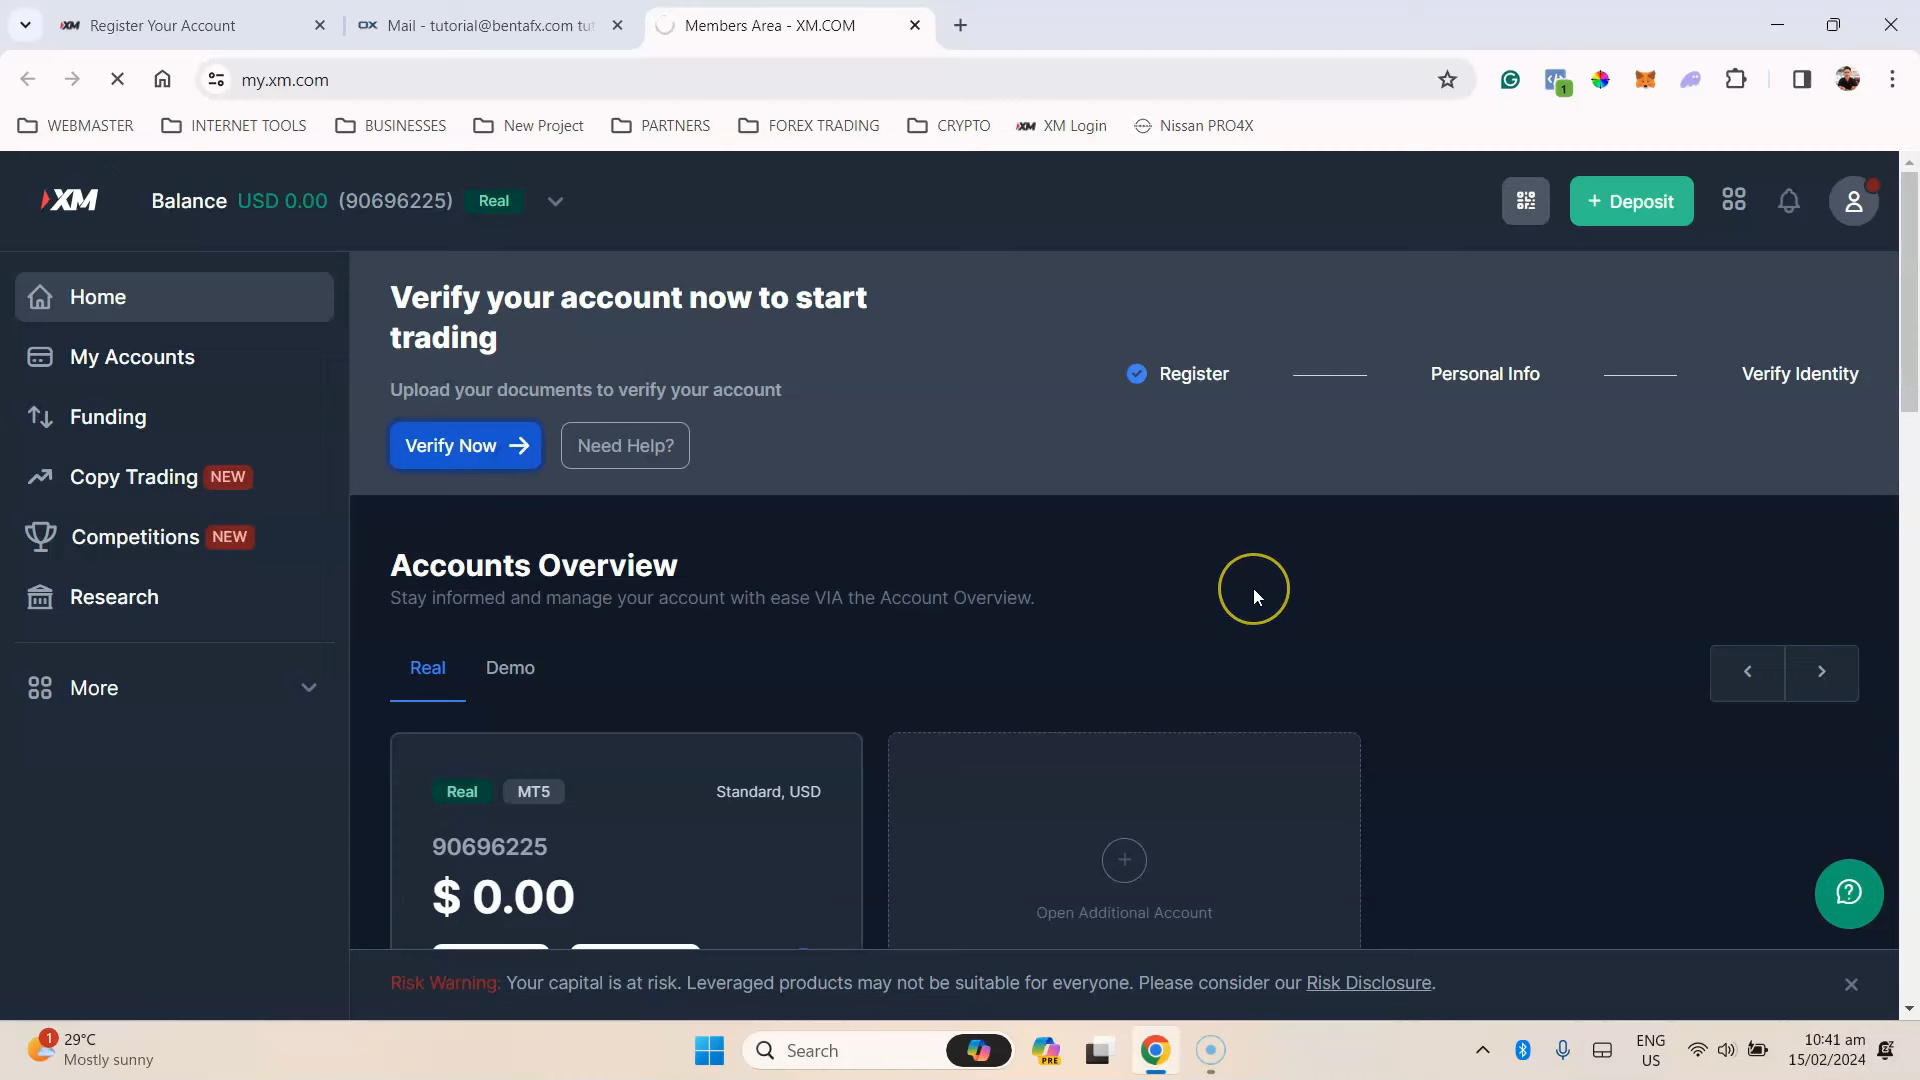 Register Your Account
Mail - tutorial@bentafx.com tut
Members Area - XM.COM
my.xm.com
1
WEBMASTER
INTERNET TOOLS
BUSINESSES
New Project
PARTNERS
FOREX TRADING
CRYPTO
XM Login
Nissan PRO4X
XM
Balance USD 0.00 (90696225) Real
+ Deposit
Home
My Accounts
Funding
Copy Trading NEW
Competitions NEW
Research
More
Verify your account now to start
trading
Upload your documents to verify your account
Verify Now
Need Help?
Register
Personal Info
Verify Identity
Accounts Overview
Stay informed and manage your account with ease VIA the Account Overview.
Real
Demo
Real MT5 Standard, USD
90696225
$ 0.00
Open Additional Account
Risk Warning: Your capital is at risk. Leveraged products may not be suitable for everyone. Please consider our Risk Disclosure.
1
29°C
Mostly sunny
Search
PRE
ENG
US
10:41 am
15/02/2024